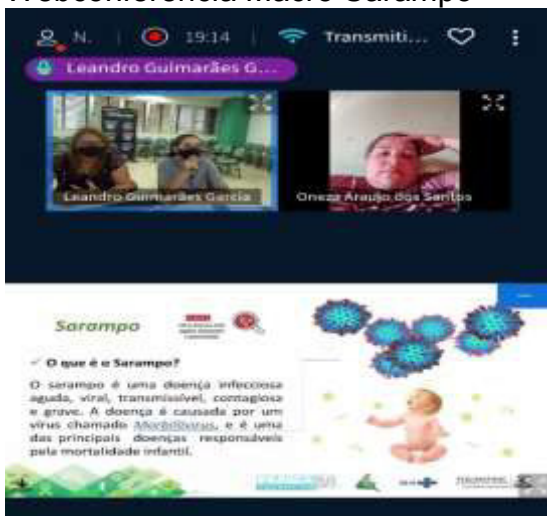 Webconferência Macro Sarampo
N. 19:14 Transmiti...
Leandro Guimarães G...
Leandro Guimarães Garcia
Oneza Araujo dos Santos
Sarampo
✓ O que é o Sarampo?
O sarampo é uma doença infecciosa
aguda, viral, transmissível, contagiosa
e grave. A doença é causada por um
vírus chamado Morbillivirus, e é uma
das principais doenças responsáveis
pela mortalidade infantil.